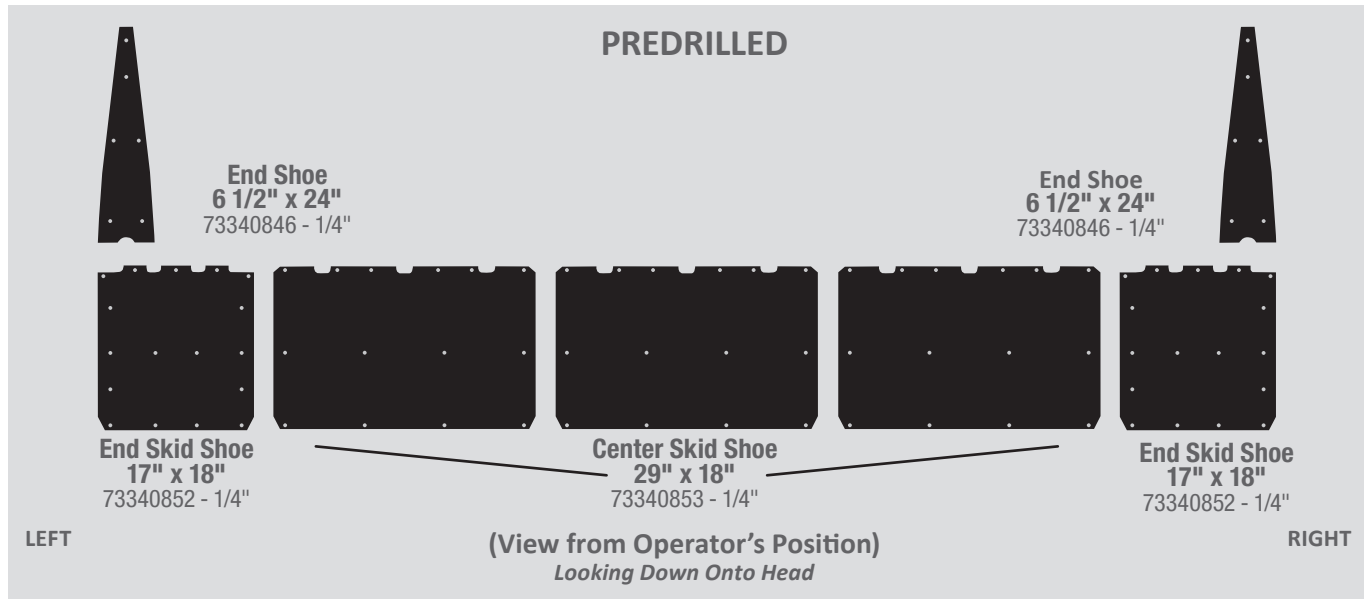 PREDRILLED
End Shoe
6 1/2" x 24"
73340846 - 1/4"
End Shoe
6 1/2" x 24"
73340846 - 1/4"
End Skid Shoe
17" x 18"
73340852 - 1/4"
Center Skid Shoe
29" x 18"
73340853 - 1/4"
End Skid Shoe
17" x 18"
73340852 - 1/4"
LEFT
(View from Operator’s Position)
Looking Down Onto Head
RIGHT